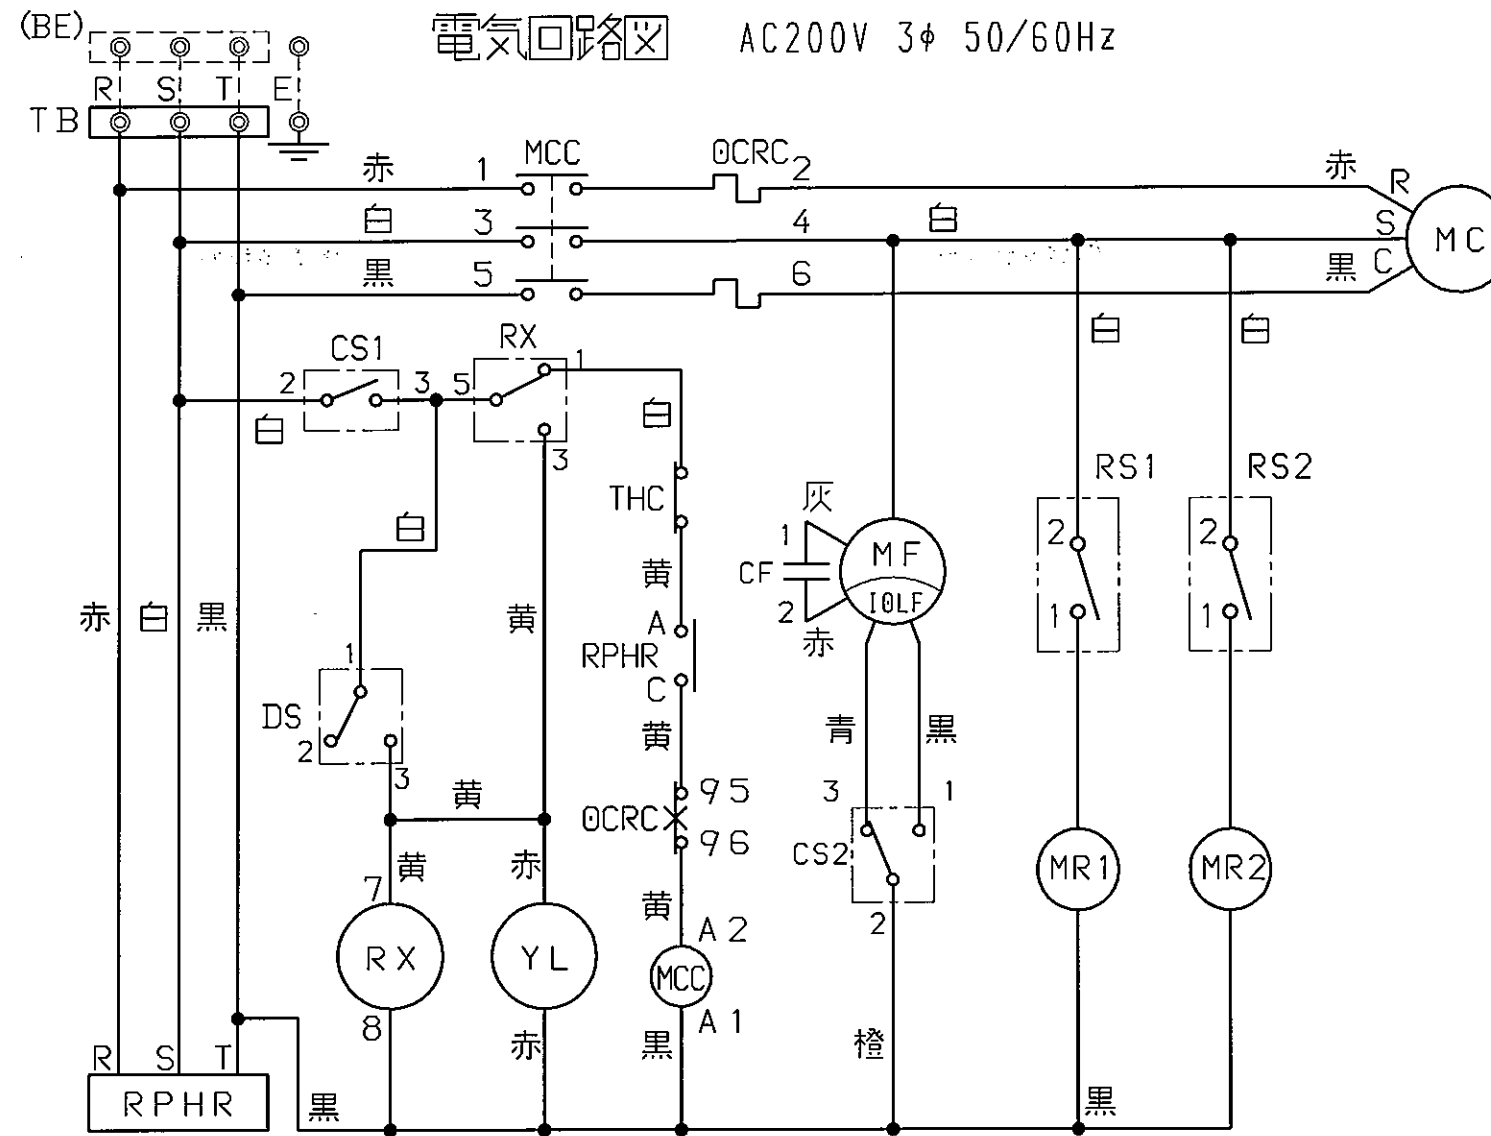 (BE)
電気回路図 AC200V 3φ 50/60Hz
R S T E
TB
赤 1 MCC OCRC 2 赤 R
白 3 4 白 S MC
黒 5 6 黒 C
CS1 RX 1 白 白
2 3 5
白 3 白
THC 灰 RS1 RS2
白 1 2 2
黄 CF MF
2 IOLF 1 1
赤 白 黒 黄 A 赤
RPHR
1 C
DS 黄 青 黒
2 3 黄 95 3 1
OCRC
96 CS2 MR1 MR2
7 黄 赤 黄 2
A2
RX YL MCC
A1
8 赤 黒 橙
R S T
RPHR 黒 黒